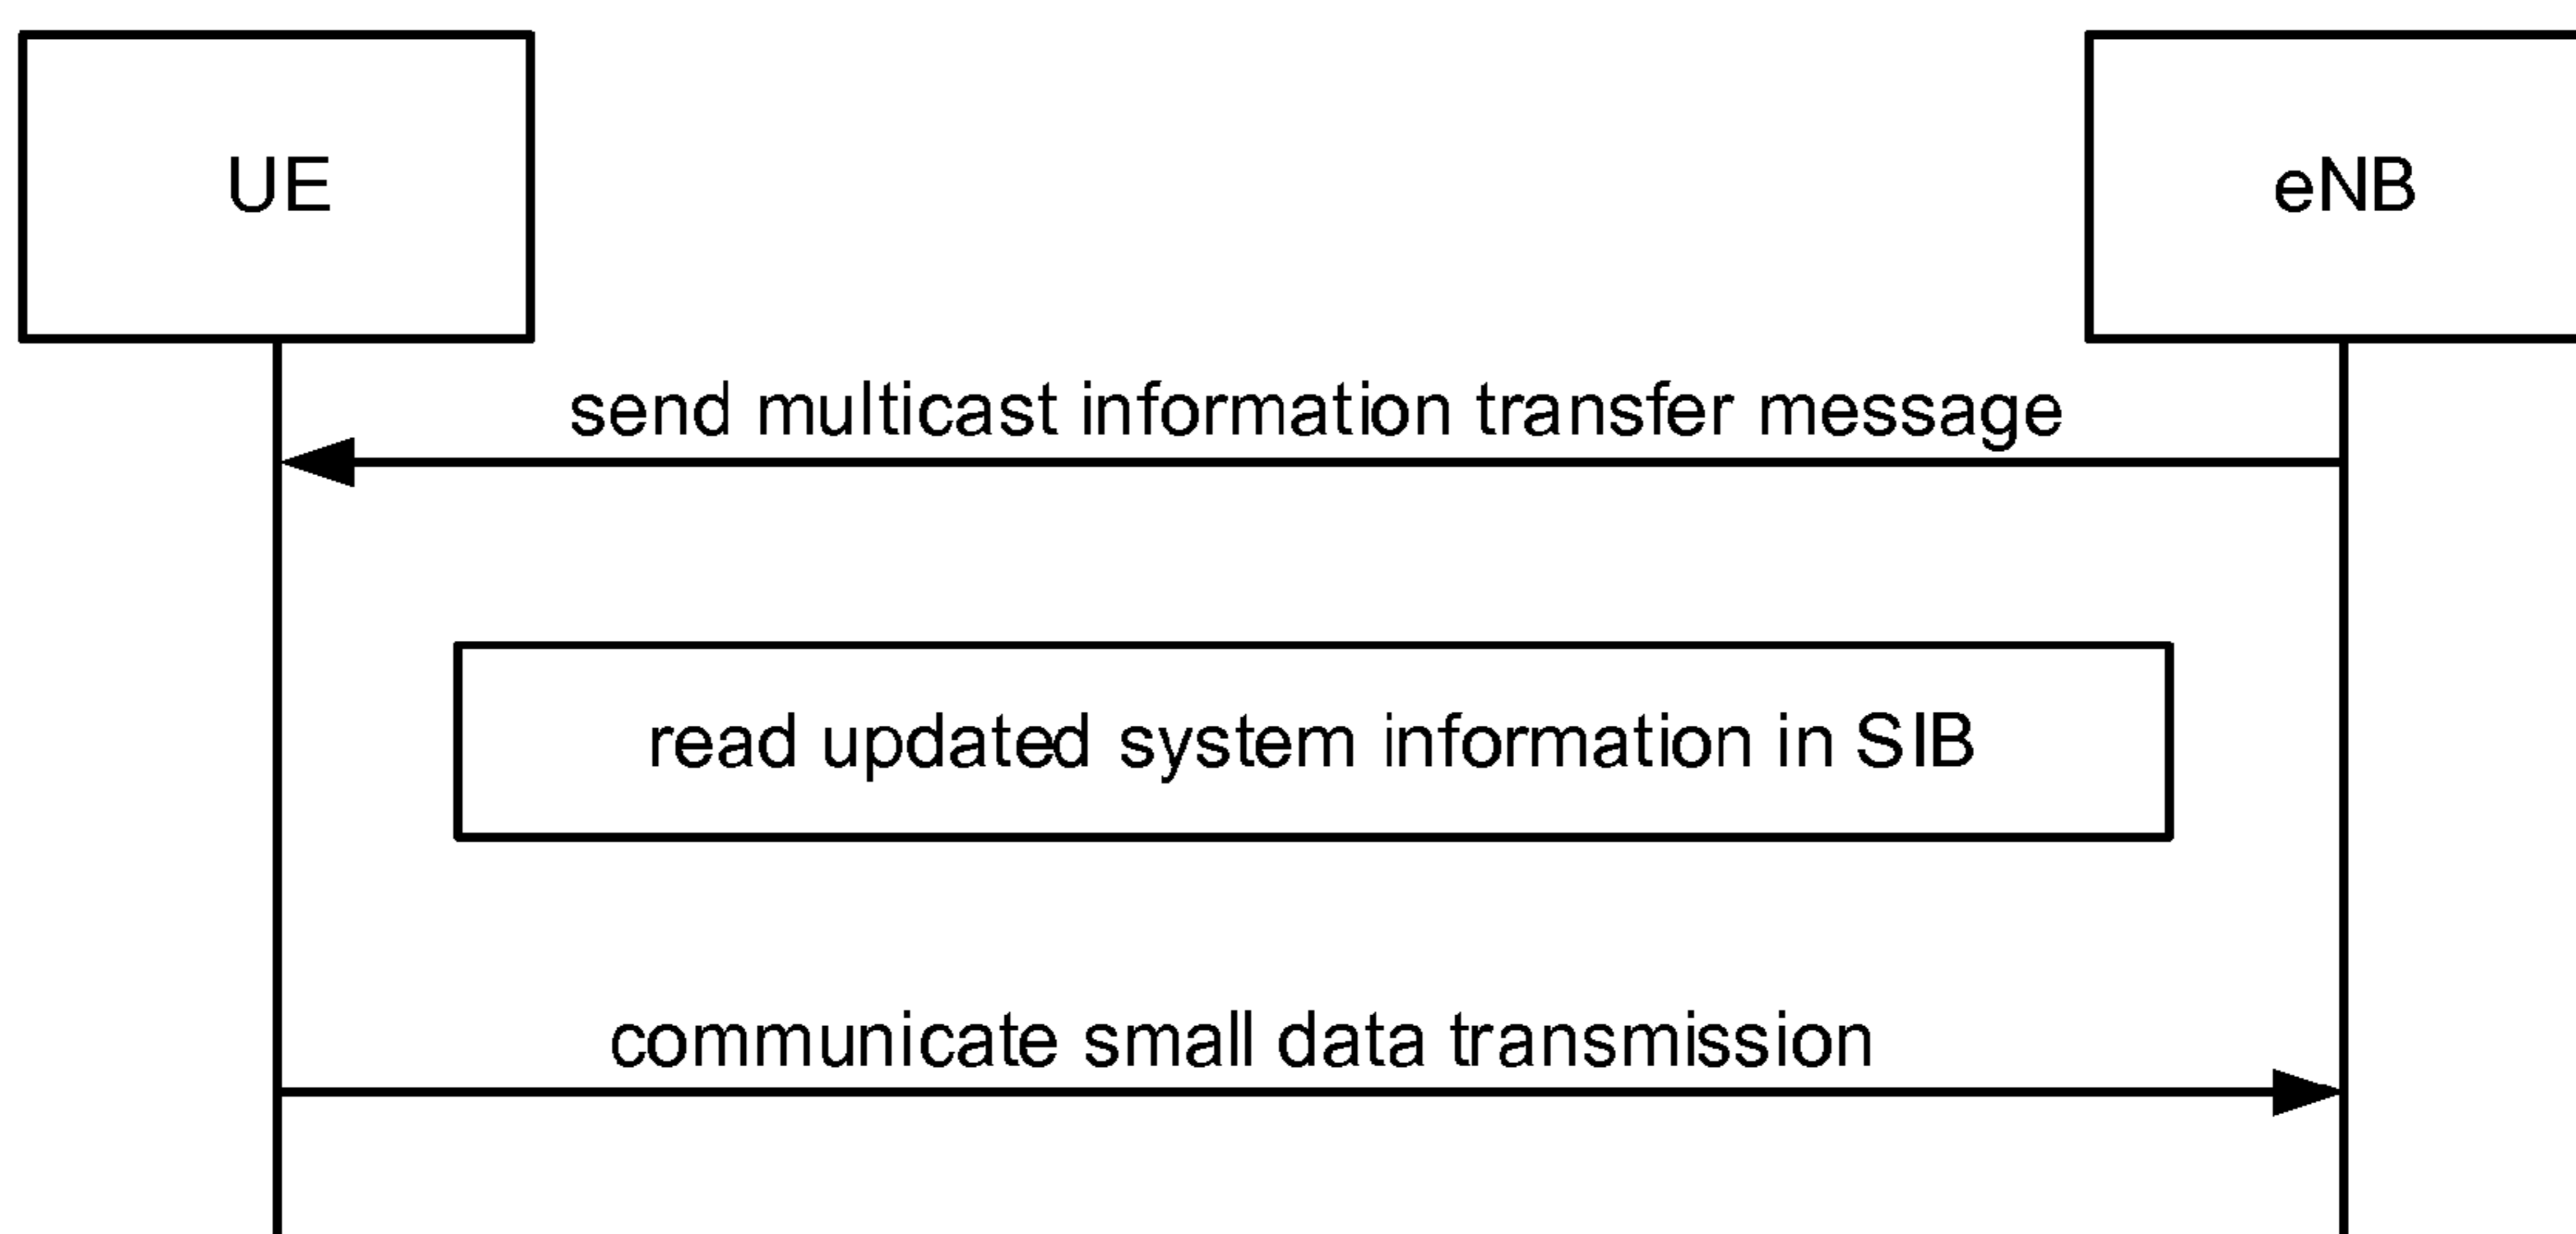 UE
eNB
send multicast information transfer message
read updated system information in SIB
communicate small data transmission